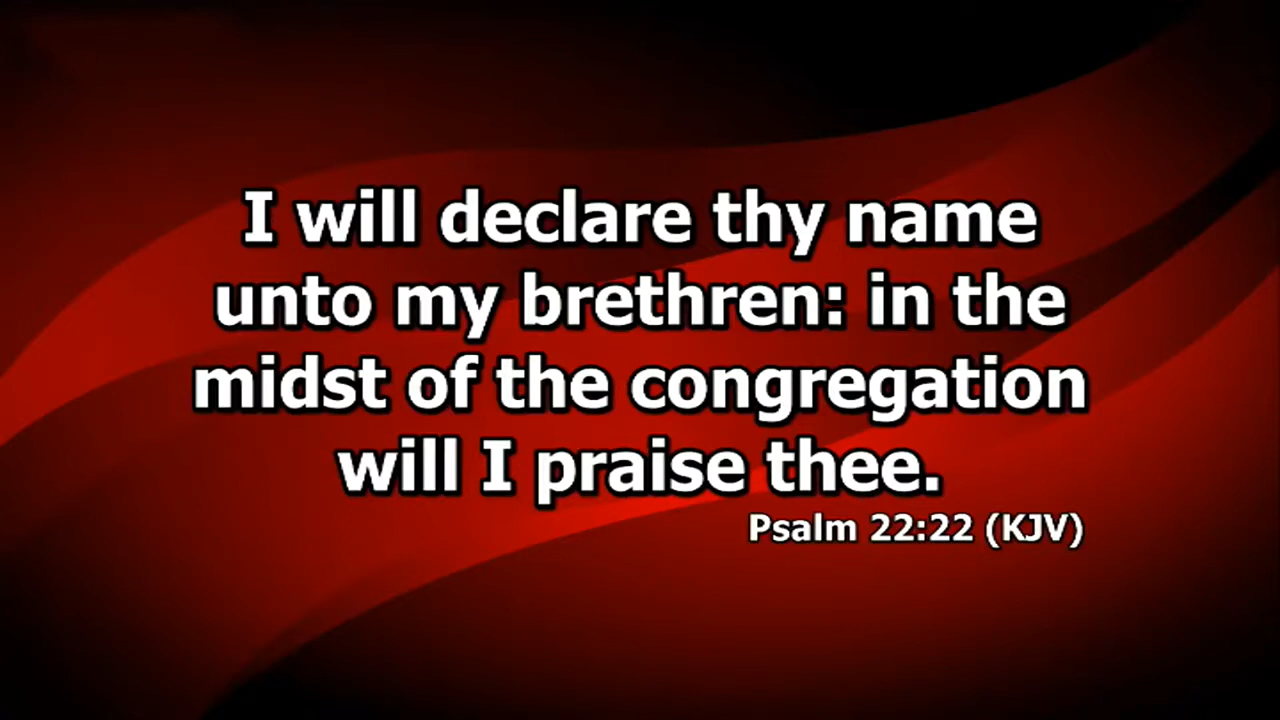 I will declare thy name
unto my brethren: in the
midst of the congregation
will I praise thee.
Psalm 22:22 (KJV)